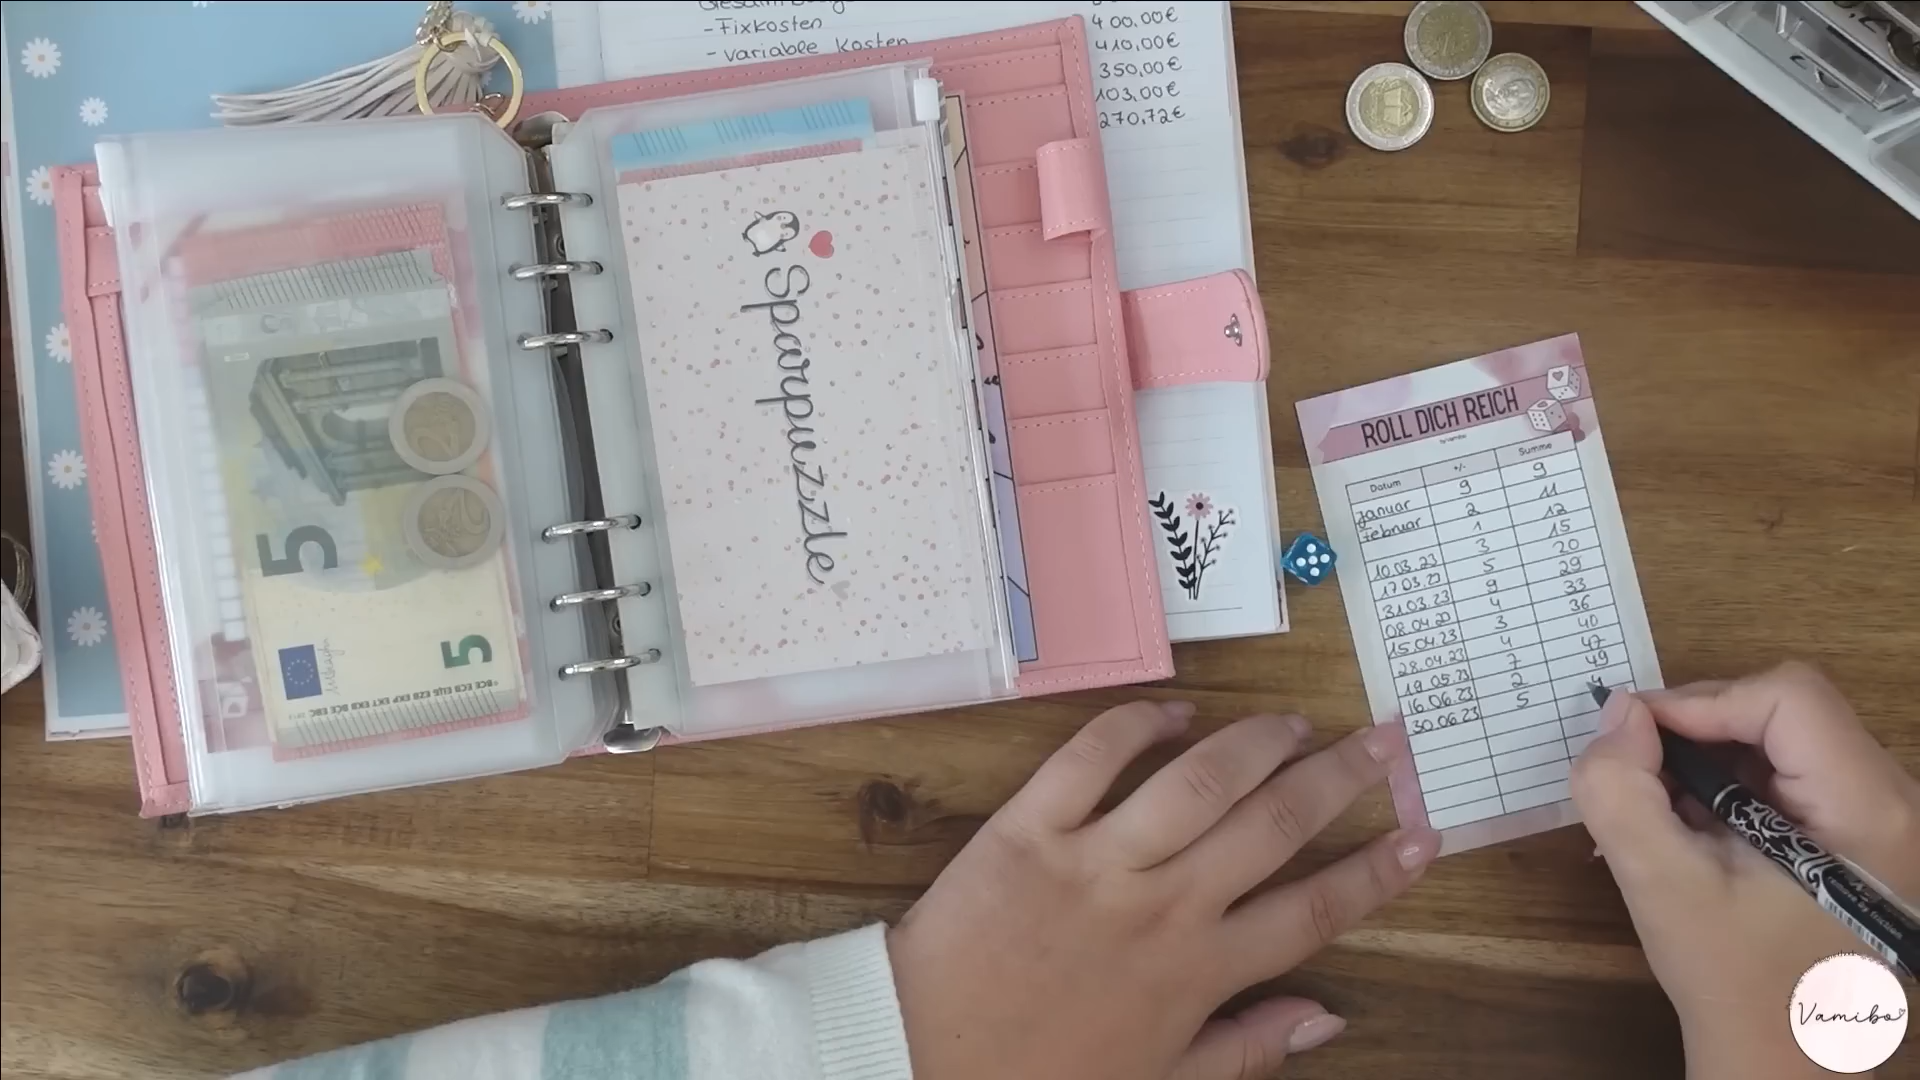 -Fixkosten
- variable Kosten
400,00€
410,00€
350,00€
103,00€
270,72€
Sparpuzzle
5
5
ROLL DICH REICH
by Vamibo
Datum +/- Summe
Januar 9 9
Februar 2 11
1 12
10.03.23 3 15
17.03.23 5 20
31.03.23 9 29
08.04.23 4 33
15.04.23 3 36
28.04.23 4 40
19.05.23 7 47
16.06.23 2 49
30.06.23 5
Vamibo